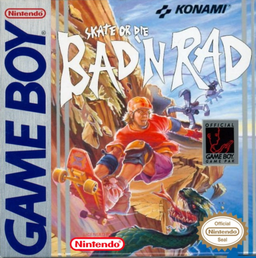 Nintendo
GAME BOY
KONAMI
SKATE OR DIE
BAD'N RAD
OFFICIAL
GAME BOY
GAME PAK
Nintendo
Official
Nintendo
Seal